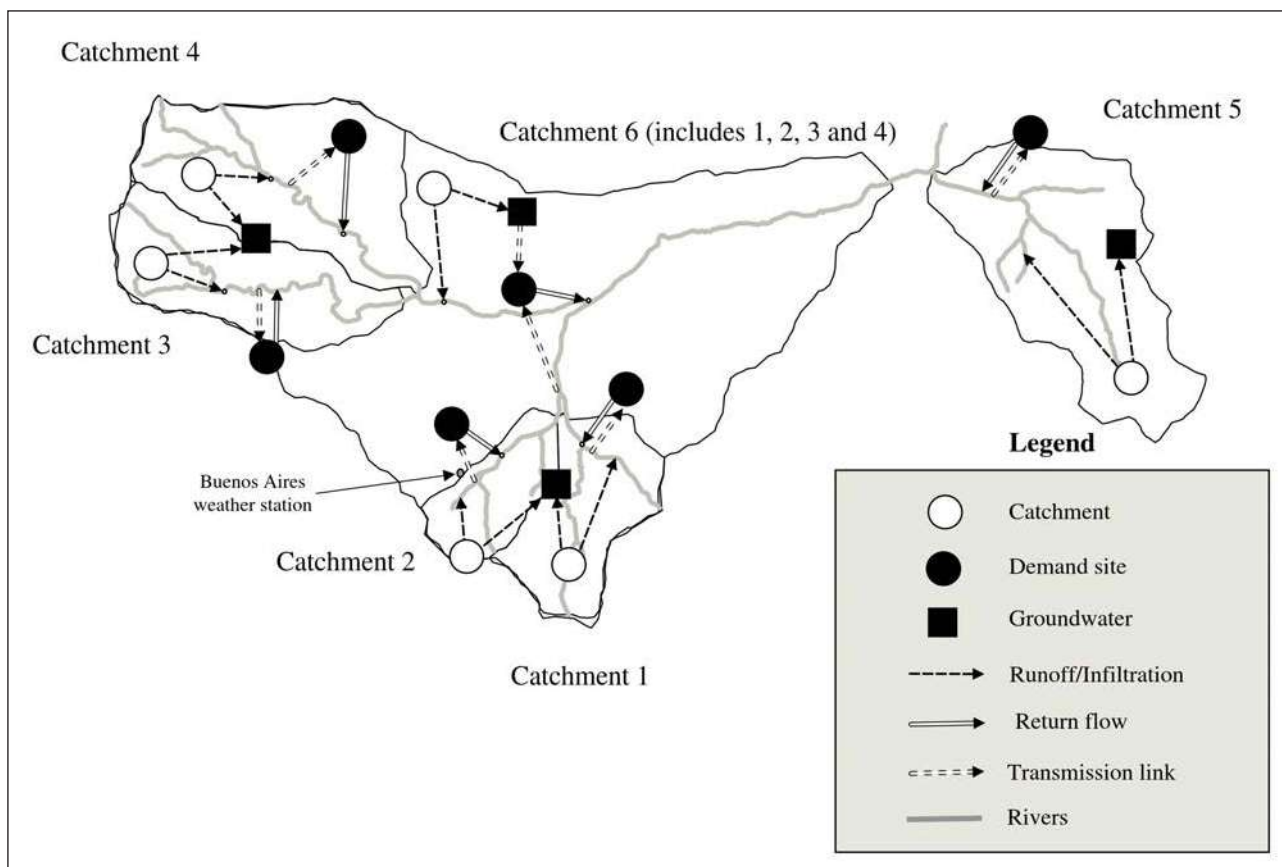 Catchment 4
Catchment 5
Catchment 6 (includes 1, 2, 3 and 4)
Catchment 3
Buenos Aires
weather station
Catchment 2
Catchment 1
Legend
Catchment
Demand site
Groundwater
Runoff/Infiltration
Return flow
Transmission link
Rivers